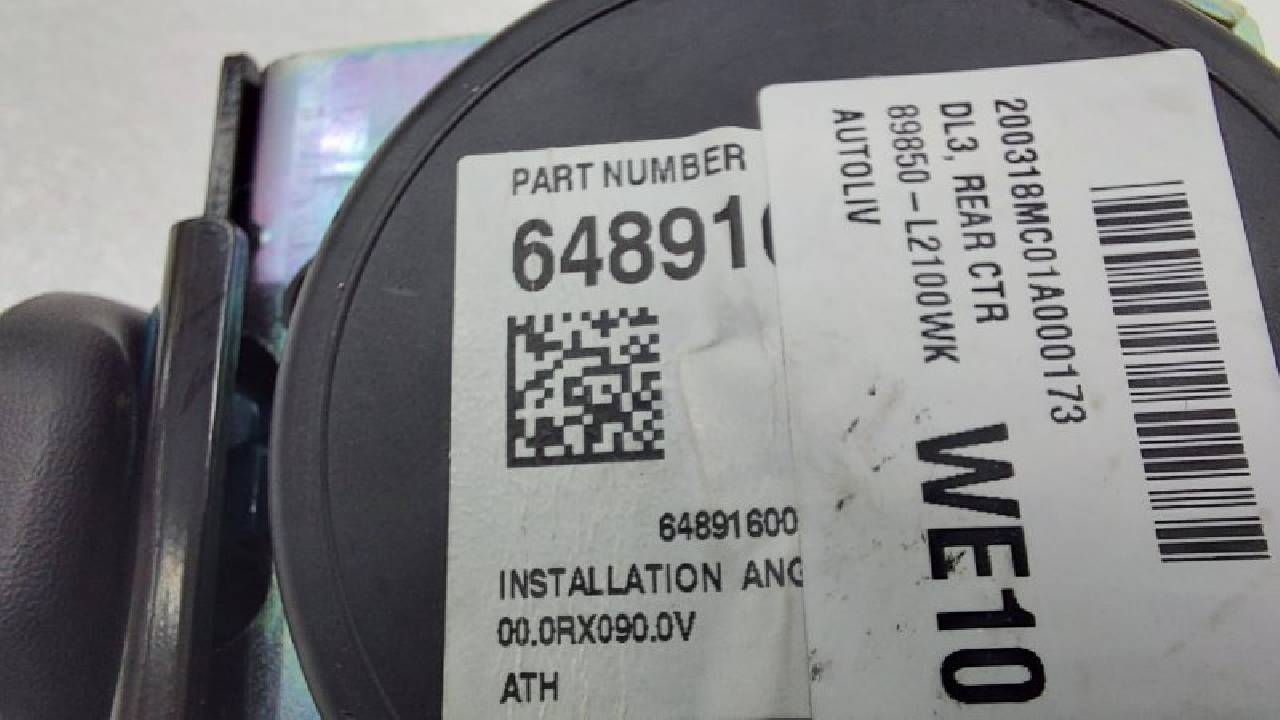 PART NUMBER
64891
64891600
INSTALLATION ANG
00.0RX090.0V
ATH
200318MC01A000173
DL3, REAR CTR
89850-L2100WK
AUTOLIV
WE10